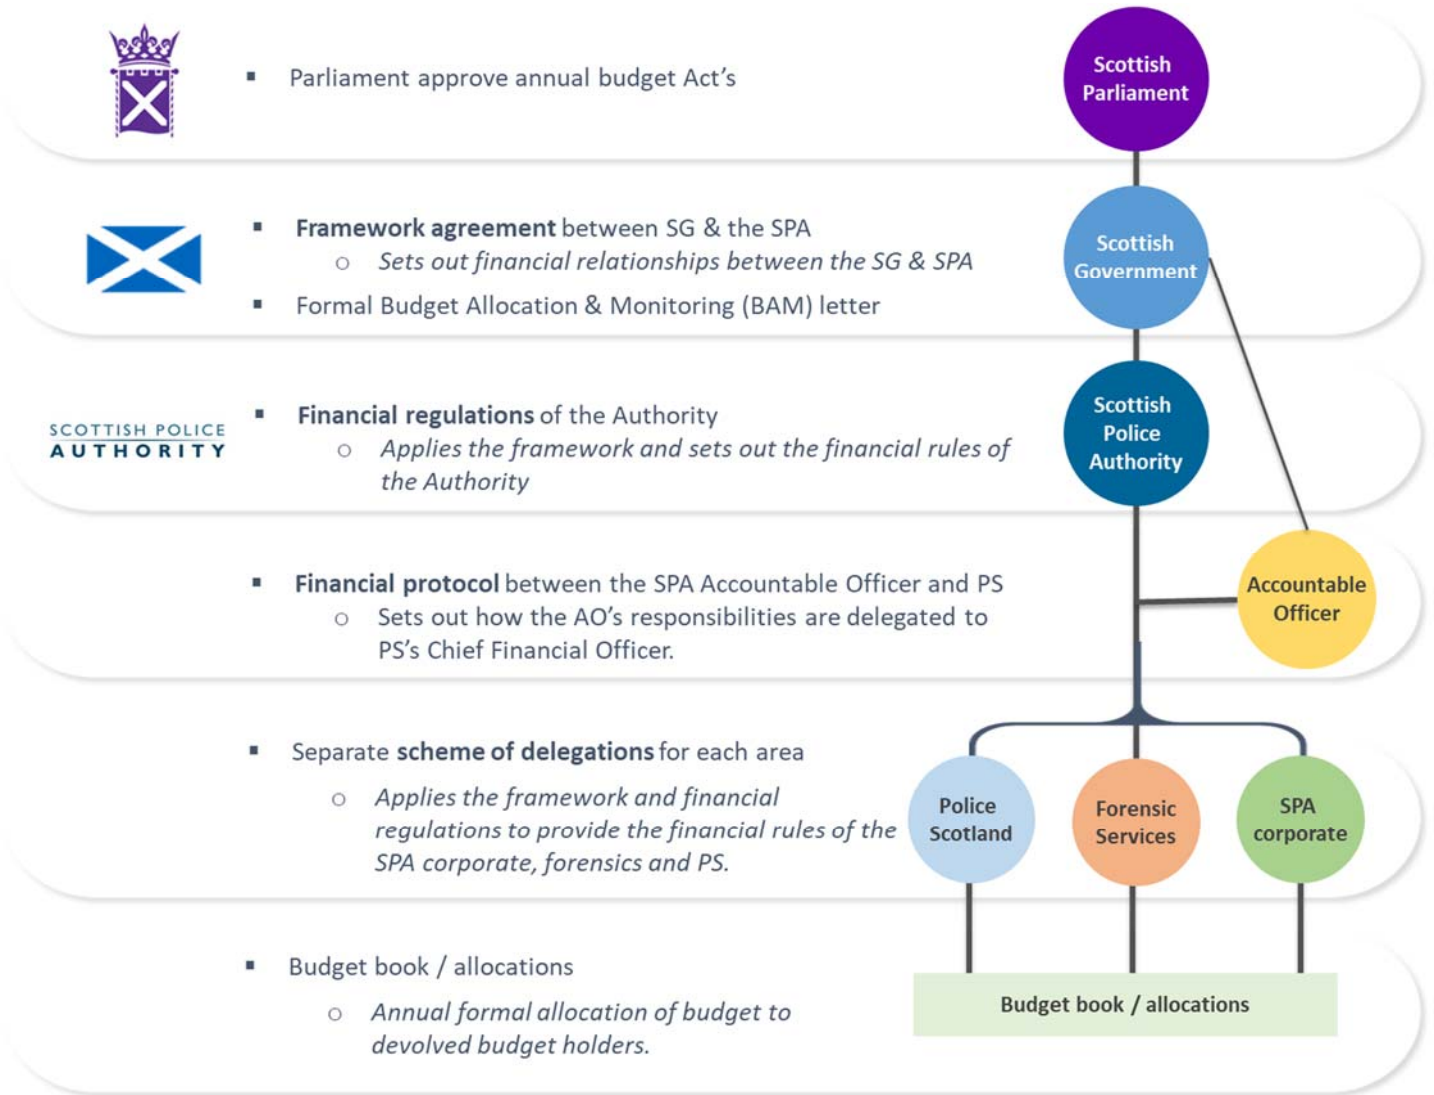 Parliament approve annual budget Act's
Scottish
Parliament
Framework agreement between SG & the SPA
Sets out financial relationships between the SG & SPA
Formal Budget Allocation & Monitoring (BAM) letter
Scottish
Government
SCOTTISH POLICE
AUTHORITY
Financial regulations of the Authority
Applies the framework and sets out the financial rules of
the Authority
Scottish
Police
Authority
Financial protocol between the SPA Accountable Officer and PS
Sets out how the AO's responsibilities are delegated to
PS's Chief Financial Officer.
Accountable
Officer
Separate scheme of delegations for each area
Applies the framework and financial
regulations to provide the financial rules of the
SPA corporate, forensics and PS.
Police
Scotland
Forensic
Services
SPA
corporate
Budget book / allocations
Annual formal allocation of budget to
devolved budget holders.
Budget book / allocations